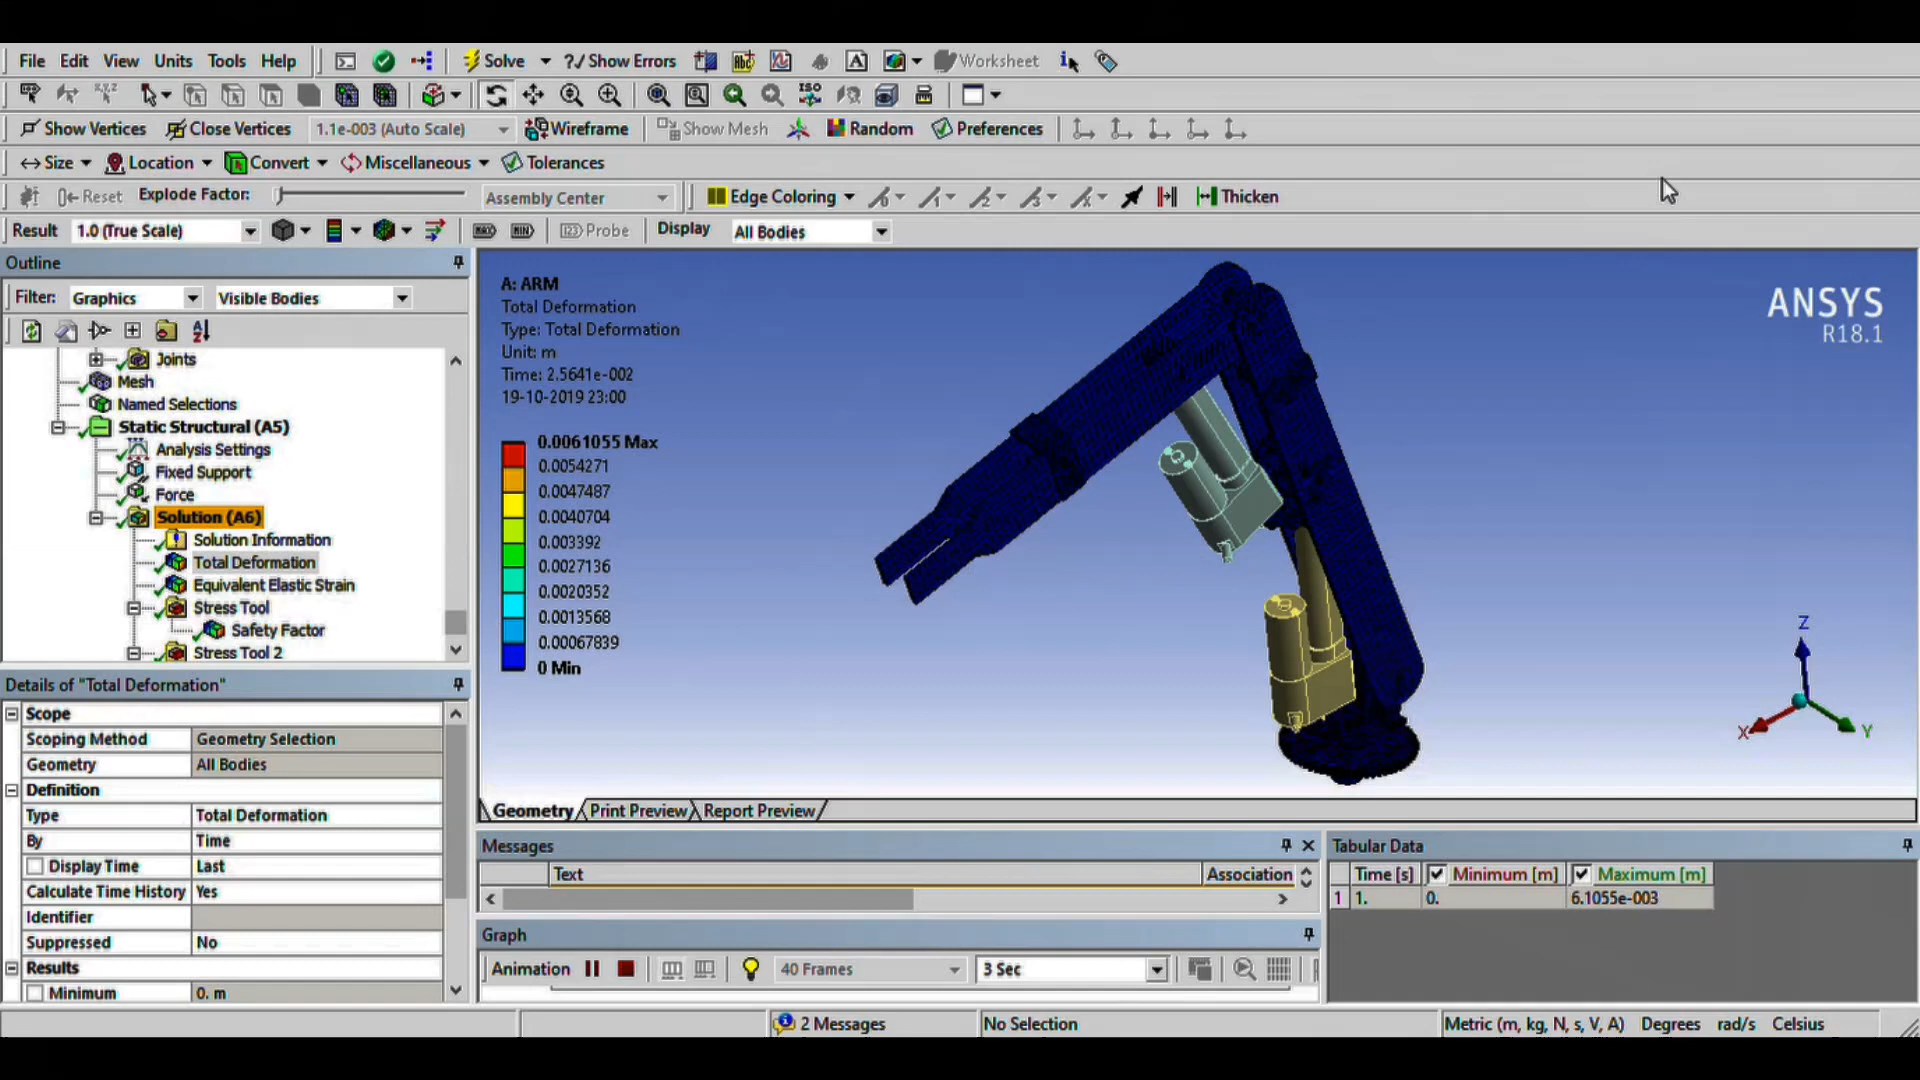 File Edit View Units Tools Help Solve ?/ Show Errors Worksheet
ISO
Show Vertices Close Vertices 1.1e-003 (Auto Scale) Wireframe Show Mesh Random Preferences
Size Location Convert Miscellaneous Tolerances
Reset Explode Factor: Assembly Center Edge Coloring Thicken
Result 1.0 (True Scale) MAX MIN Probe Display All Bodies
Outline
Filter: Graphics Visible Bodies
Joints
Mesh
Named Selections
Static Structural (A5)
Analysis Settings
Fixed Support
Force
Solution (A6)
Solution Information
Total Deformation
Equivalent Elastic Strain
Stress Tool
Safety Factor
Stress Tool 2
Details of "Total Deformation"
Scope
Scoping Method Geometry Selection
Geometry All Bodies
Definition
Type Total Deformation
By Time
Display Time Last
Calculate Time History Yes
Identifier
Suppressed No
Results
Minimum 0. m
A: ARM
Total Deformation
Type: Total Deformation
Unit: m
Time: 2.5641e-002
19-10-2019 23:00
0.0061055 Max
0.0054271
0.0047487
0.0040704
0.003392
0.0027136
0.0020352
0.0013568
0.00067839
0 Min
ANSYS
R18.1
Z
X
Y
Geometry Print Preview Report Preview
Messages
Text Association
Graph
Animation 40 Frames 3 Sec
Tabular Data
Time [s] Minimum [m] Maximum [m]
1 1. 0. 6.1055e-003
2 Messages No Selection Metric (m, kg, N, s, V, A) Degrees rad/s Celsius